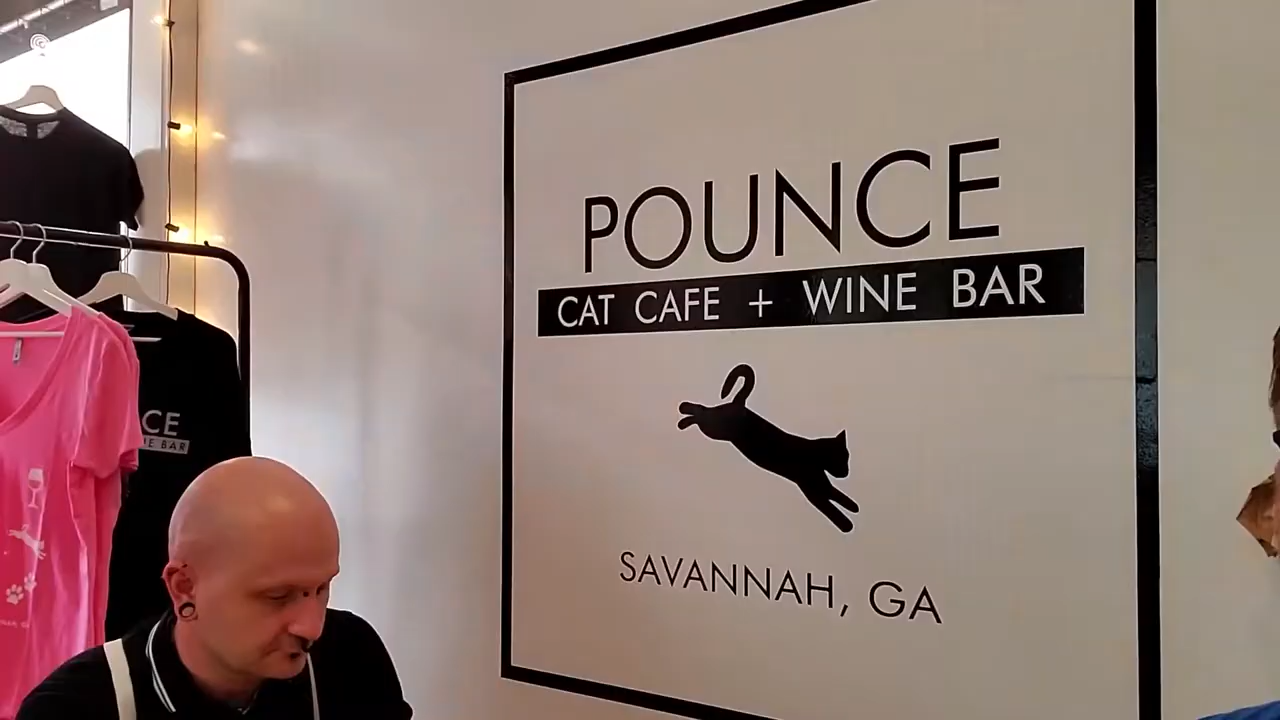 POUNCE
CAT CAFE + WINE BAR
SAVANNAH, GA
CE
BAR